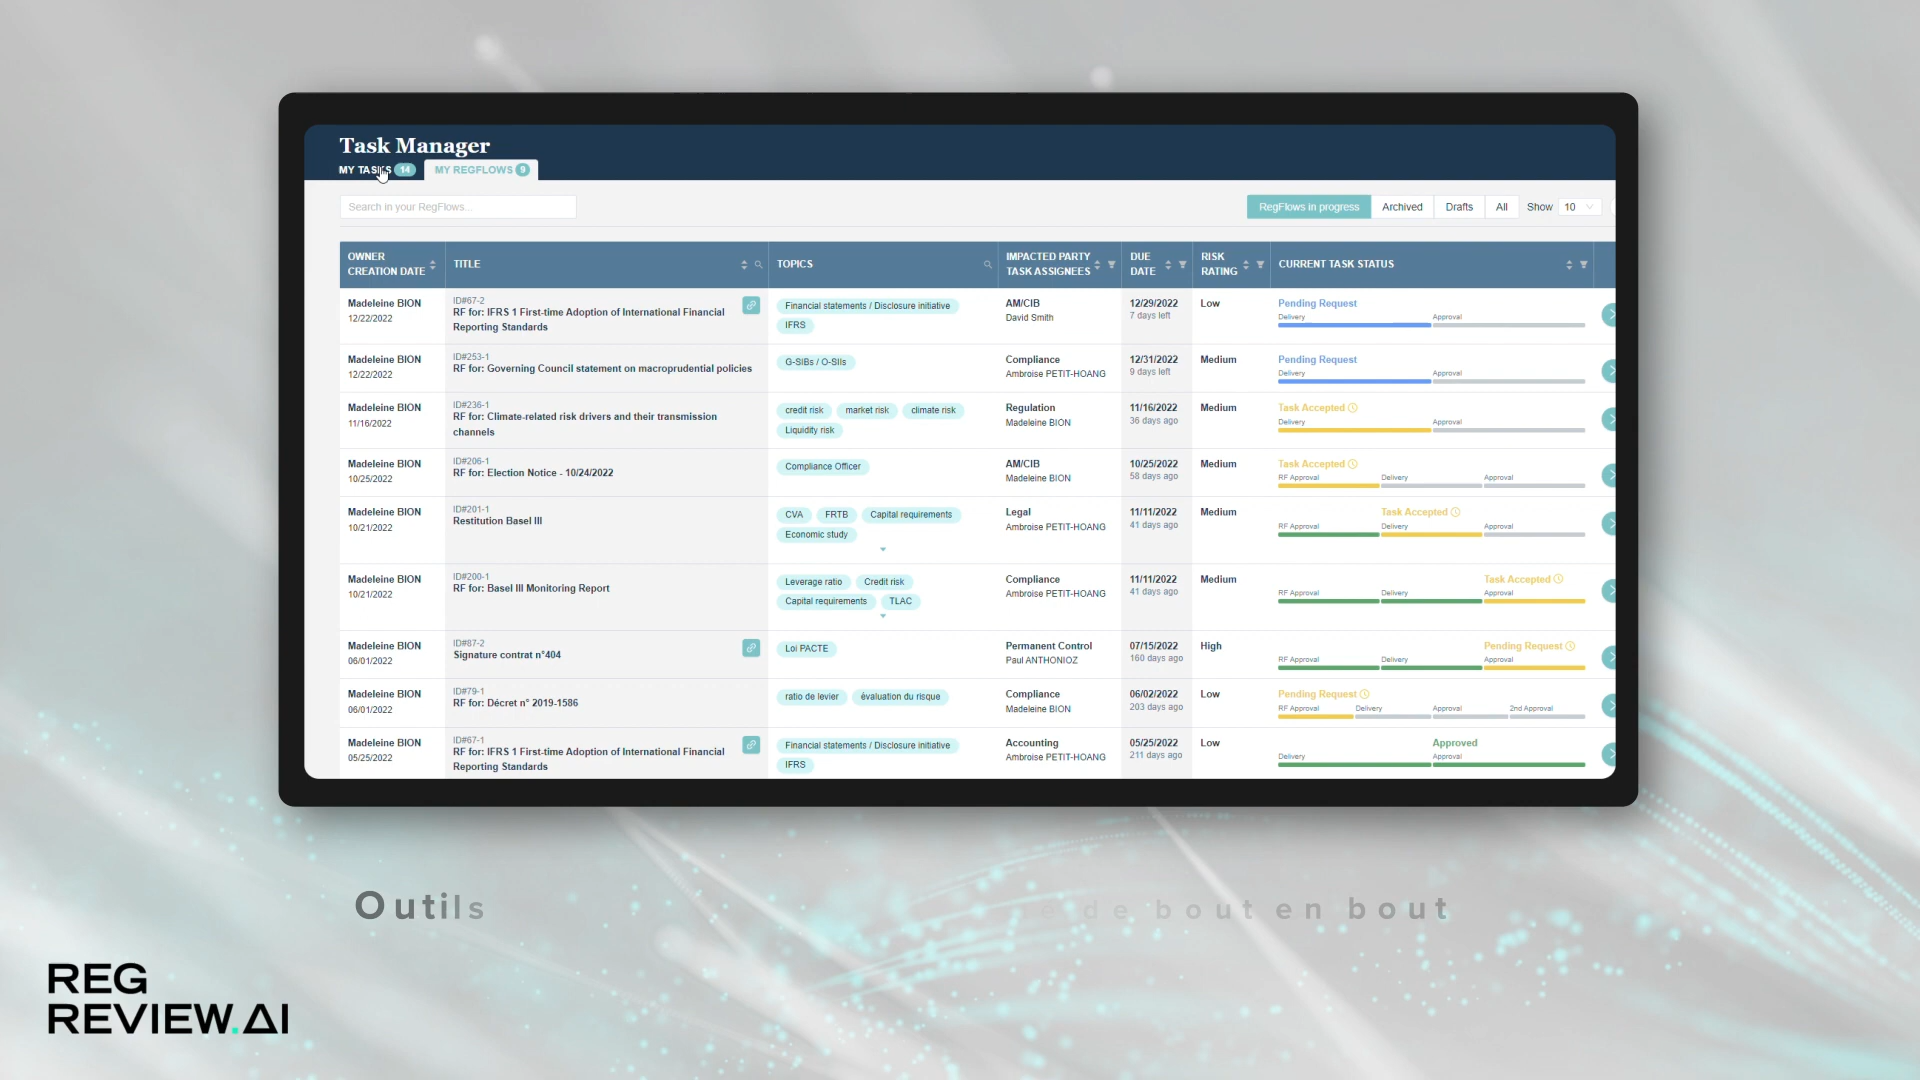 Task Manager
MY TASKS 14 MY REGFLOWS 9
Search in your RegFlows...
RegFlows in progress Archived Drafts All Show 10
OWNER CREATION DATE TITLE TOPICS IMPACTED PARTY TASK ASSIGNEES DUE DATE RISK RATING CURRENT TASK STATUS
Madeleine BION ID#67-2 Financial statements / Disclosure initiative AM/CIB 12/29/2022 Low Pending Request
12/22/2022 RF for: IFRS 1 First-time Adoption of International Financial IFRS David Smith 7 days left Delivery Approval
Reporting Standards
Madeleine BION ID#253-1 G-SIBs / O-SIIs Compliance 12/31/2022 Medium Pending Request
12/22/2022 RF for: Governing Council statement on macroprudential policies Ambroise PETIT-HOANG 9 days left Delivery Approval
Madeleine BION ID#236-1 credit risk market risk climate risk Regulation 11/16/2022 Medium Task Accepted
11/16/2022 RF for: Climate-related risk drivers and their transmission Liquidity risk Madeleine BION 36 days ago Delivery Approval
channels
Madeleine BION ID#206-1 Compliance Officer AM/CIB 10/25/2022 Medium Task Accepted
10/25/2022 RF for: Election Notice - 10/24/2022 Madeleine BION 58 days ago RF Approval Delivery Approval
Madeleine BION ID#201-1 CVA FRTB Capital requirements Legal 11/11/2022 Medium Task Accepted
10/21/2022 Restitution Basel III Economic study Ambroise PETIT-HOANG 41 days ago RF Approval Delivery Approval
Madeleine BION ID#200-1 Leverage ratio Credit risk Compliance 11/11/2022 Medium Task Accepted
10/21/2022 RF for: Basel III Monitoring Report Capital requirements TLAC Ambroise PETIT-HOANG 41 days ago RF Approval Delivery Approval
Madeleine BION ID#87-2 Loi PACTE Permanent Control 07/15/2022 High Pending Request
06/01/2022 Signature contrat n°404 Paul ANTHONIOZ 160 days ago RF Approval Delivery Approval
Madeleine BION ID#79-1 ratio de levier évaluation du risque Compliance 06/02/2022 Low Pending Request
06/01/2022 RF for: Décret n° 2019-1586 Madeleine BION 203 days ago RF Approval Delivery Approval 2nd Approval
Madeleine BION ID#67-1 Financial statements / Disclosure initiative Accounting 05/25/2022 Low Approved
05/25/2022 RF for: IFRS 1 First-time Adoption of International Financial IFRS Ambroise PETIT-HOANG 211 days ago Delivery Approval
Reporting Standards
Outils de bout en bout
REG
REVIEW.AI